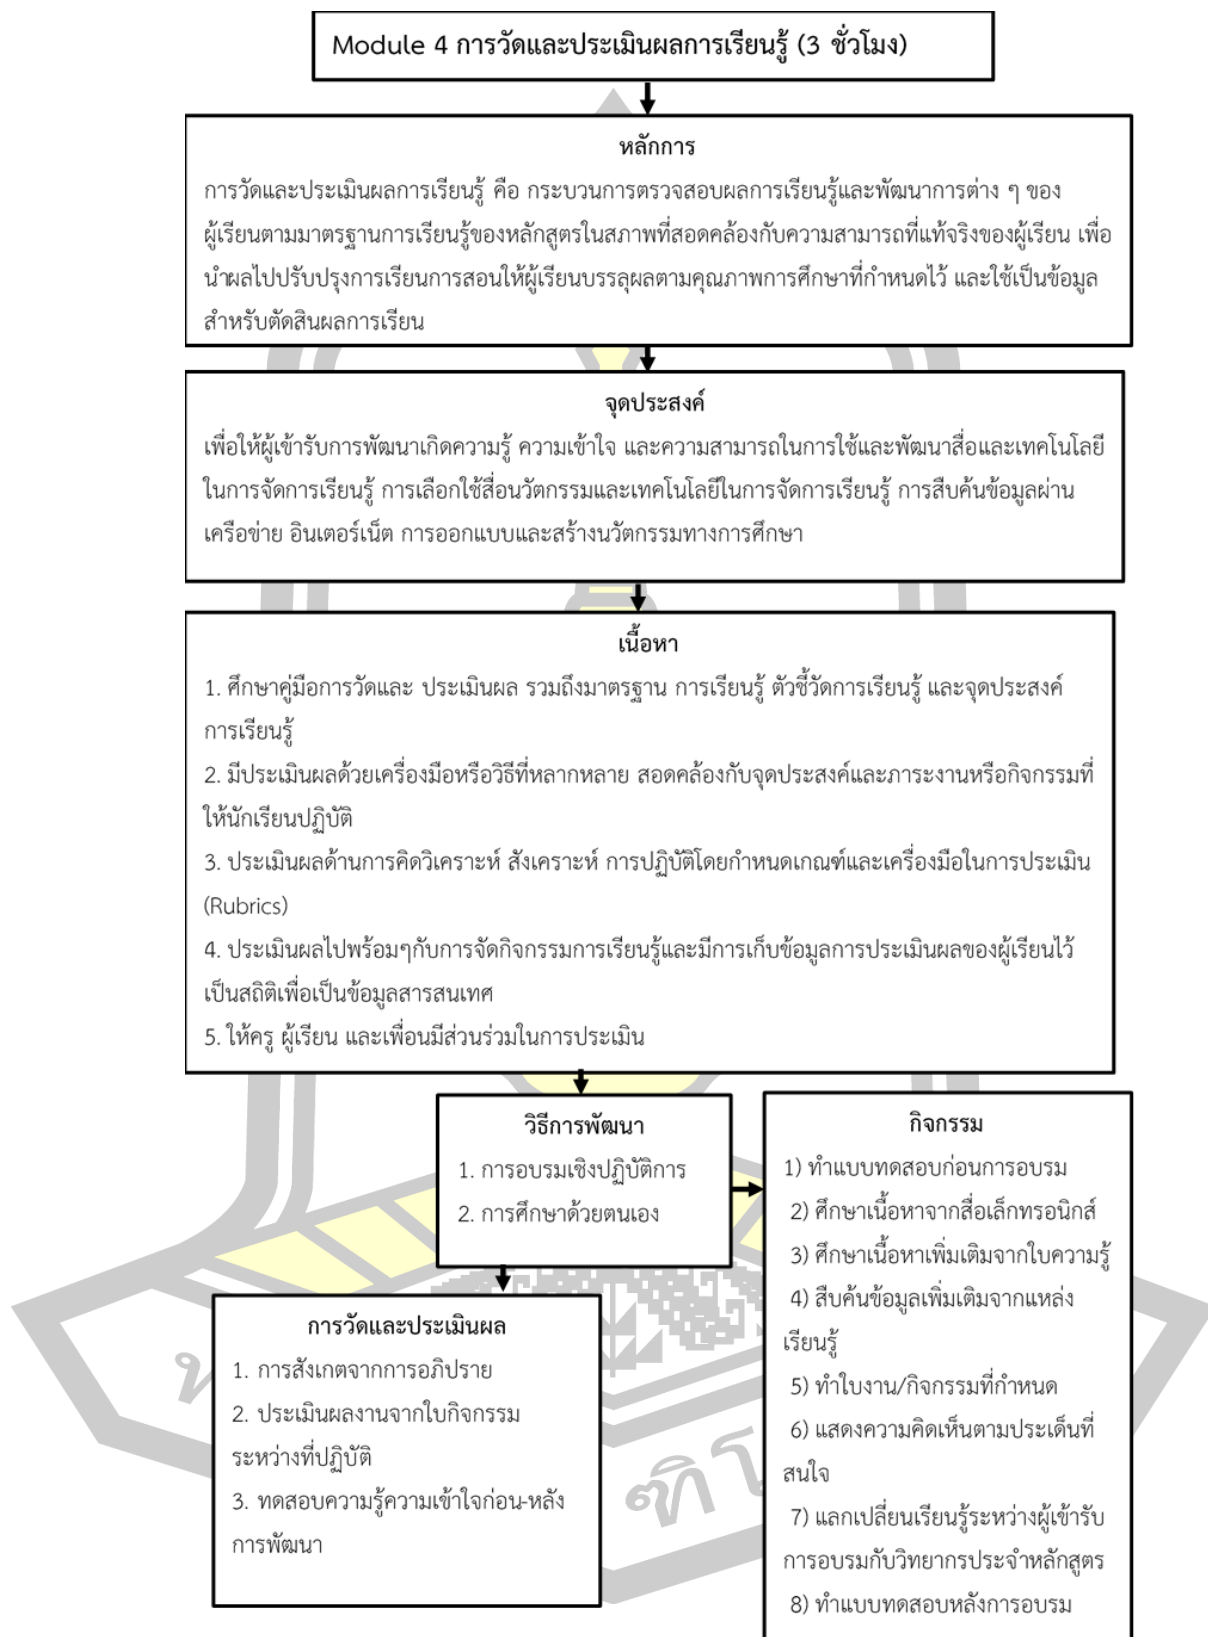 Module 4 การวัดและประเมินผลการเรียนรู้ (3 ชั่วโมง)
หลักการ
การวัดและประเมินผลการเรียนรู้ คือ กระบวนการตรวจสอบผลการเรียนรู้และพัฒนาการต่าง ๆ ของ
ผู้เรียนตามมาตรฐานการเรียนรู้ของหลักสูตรในสภาพที่สอดคล้องกับความสามารถที่แท้จริงของผู้เรียน เพื่อ
นำผลไปปรับปรุงการเรียนการสอนให้ผู้เรียนบรรลุผลตามคุณภาพการศึกษาที่กำหนดไว้ และใช้เป็นข้อมูล
สำหรับตัดสินผลการเรียน
จุดประสงค์
เพื่อให้ผู้เข้ารับการพัฒนาเกิดความรู้ ความเข้าใจ และความสามารถในการใช้และพัฒนาสื่อและเทคโนโลยี
ในการจัดการเรียนรู้ การเลือกใช้สื่อนวัตกรรมและเทคโนโลยีในการจัดการเรียนรู้ การสืบค้นข้อมูลผ่าน
เครือข่าย อินเตอร์เน็ต การออกแบบและสร้างนวัตกรรมทางการศึกษา
เนื้อหา
1. ศึกษาคู่มือการวัดและ ประเมินผล รวมถึงมาตรฐาน การเรียนรู้ ตัวชี้วัดการเรียนรู้ และจุดประสงค์
การเรียนรู้
2. มีประเมินผลด้วยเครื่องมือหรือวิธีที่หลากหลาย สอดคล้องกับจุดประสงค์และภาระงานหรือกิจกรรมที่
ให้นักเรียนปฏิบัติ
3. ประเมินผลด้านการคิดวิเคราะห์ สังเคราะห์ การปฏิบัติโดยกำหนดเกณฑ์และเครื่องมือในการประเมิน
(Rubrics)
4. ประเมินผลไปพร้อมๆกับการจัดกิจกรรมการเรียนรู้และมีการเก็บข้อมูลการประเมินผลของผู้เรียนไว้
เป็นสถิติเพื่อเป็นข้อมูลสารสนเทศ
5. ให้ครู ผู้เรียน และเพื่อนมีส่วนร่วมในการประเมิน
วิธีการพัฒนา
1. การอบรมเชิงปฏิบัติการ
2. การศึกษาด้วยตนเอง
กิจกรรม
1) ทำแบบทดสอบก่อนการอบรม
2) ศึกษาเนื้อหาจากสื่อเล็กทรอนิกส์
3) ศึกษาเนื้อหาเพิ่มเติมจากใบความรู้
4) สืบค้นข้อมูลเพิ่มเติมจากแหล่ง
เรียนรู้
5) ทำใบงาน/กิจกรรมที่กำหนด
6) แสดงความคิดเห็นตามประเด็นที่
สนใจ
7) แลกเปลี่ยนเรียนรู้ระหว่างผู้เข้ารับ
การอบรมกับวิทยากรประจำหลักสูตร
8) ทำแบบทดสอบหลังการอบรม
การวัดและประเมินผล
1. การสังเกตจากการอภิปราย
2. ประเมินผลงานจากใบกิจกรรม
ระหว่างที่ปฏิบัติ
3. ทดสอบความรู้ความเข้าใจก่อน-หลัง
การพัฒนา